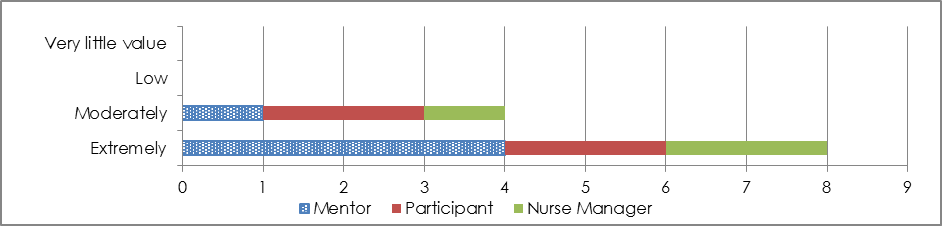 Very little value
Low
Moderately
Extremely
0 1 2 3 4 5 6 7 8 9
Mentor Participant Nurse Manager